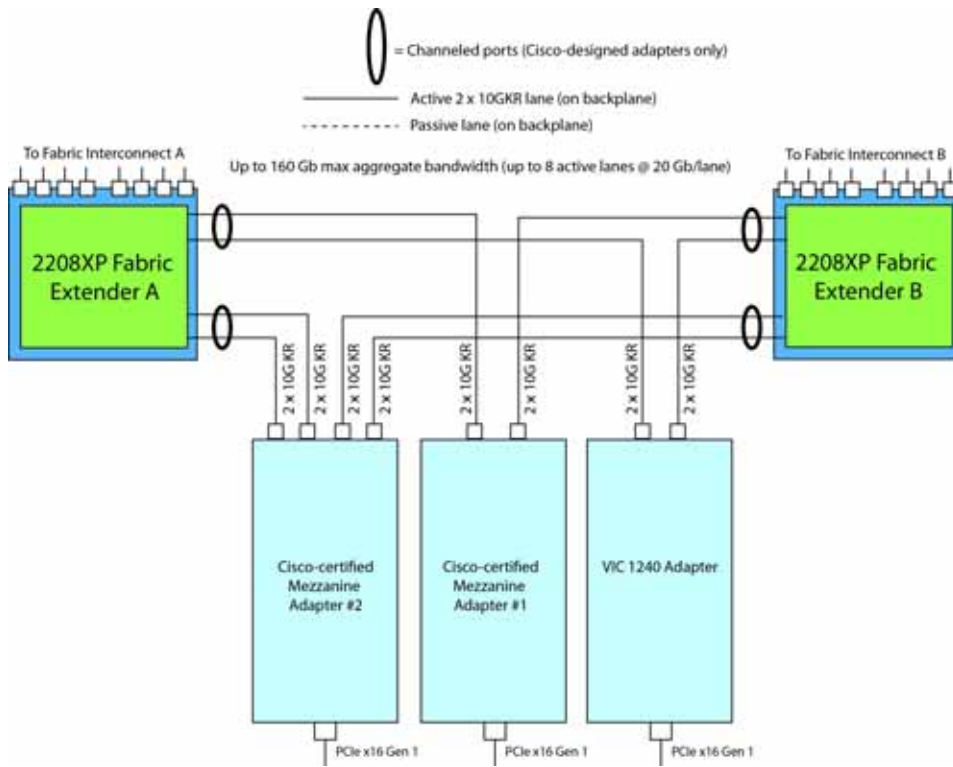 = Channeled ports (Cisco-designed adapters only)
Active 2 x 10GKR lane (on backplane)
Passive lane (on backplane)
To Fabric Interconnect A
Up to 160 Gb max aggregate bandwidth (up to 8 active lanes @ 20 Gb/lane)
To Fabric Interconnect B
2208XP Fabric
Extender A
2208XP Fabric
Extender B
2 x 10G KR
2 x 10G KR
2 x 10G KR
2 x 10G KR
2 x 10G KR
2 x 10G KR
2 x 10G KR
2 x 10G KR
Cisco-certified
Mezzanine
Adapter #2
Cisco-certified
Mezzanine
Adapter #1
VIC 1240 Adapter
PCIe x16 Gen 1
PCIe x16 Gen 1
PCIe x16 Gen 1